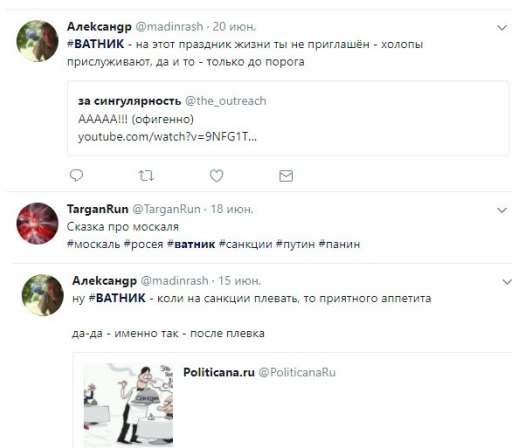 Александр @madinrash · 20 июн.
#ВАТНИК - на этот праздник жизни ты не приглашён - холопы
прислуживают, да и то - только до порога
за сингулярность @the_outreach
ААААА!!! (офигенно)
youtube.com/watch?v=9NFG1T...
TarganRun @TarganRun · 18 июн.
Сказка про москаля
#москаль #росея #ватник #санкции #путин #панин
Александр @madinrash · 15 июн.
ну #ВАТНИК - коли на санкции плевать, то приятного аппетита
да-да - именно так - после плевка
Politicana.ru @PoliticanaRu